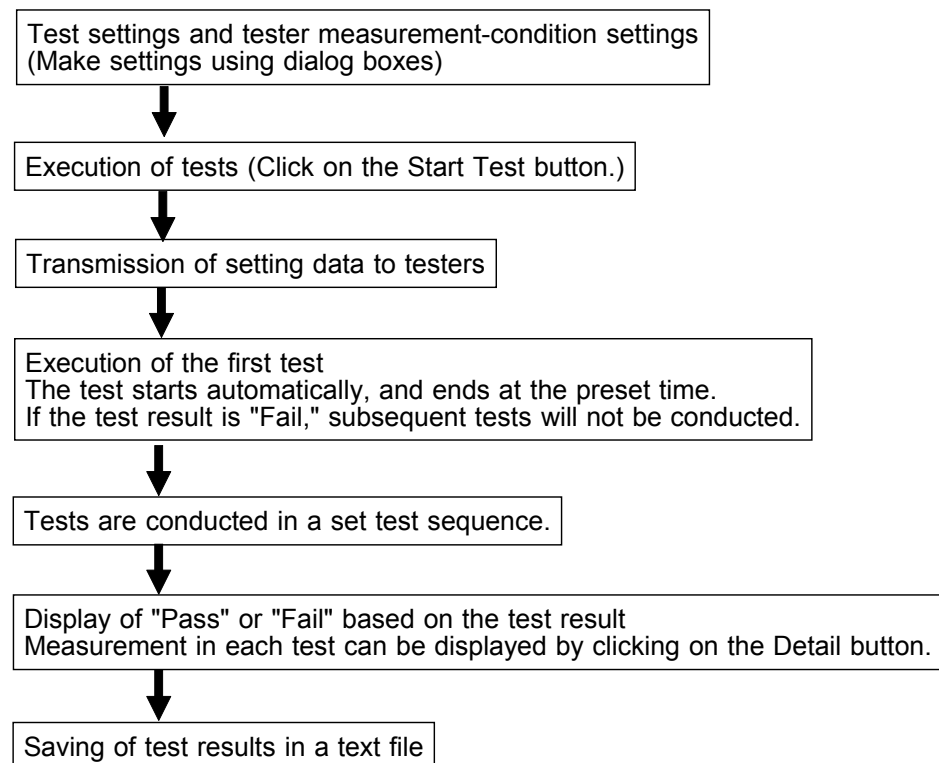 Test settings and tester measurement-condition settings
(Make settings using dialog boxes)
Execution of tests (Click on the Start Test button.)
Transmission of setting data to testers
Execution of the first test
The test starts automatically, and ends at the preset time.
If the test result is "Fail," subsequent tests will not be conducted.
Tests are conducted in a set test sequence.
Display of "Pass" or "Fail" based on the test result
Measurement in each test can be displayed by clicking on the Detail button.
Saving of test results in a text file